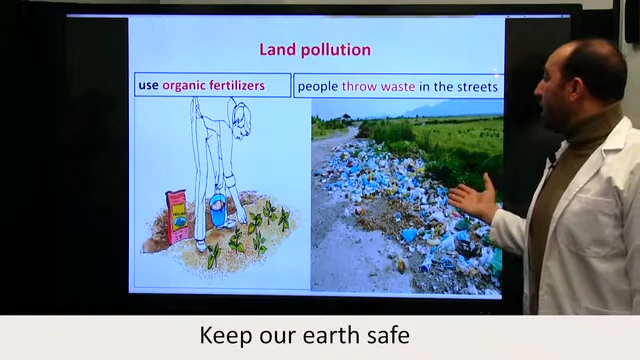 Land pollution
use organic fertilizers
people throw waste in the streets
Keep our earth safe